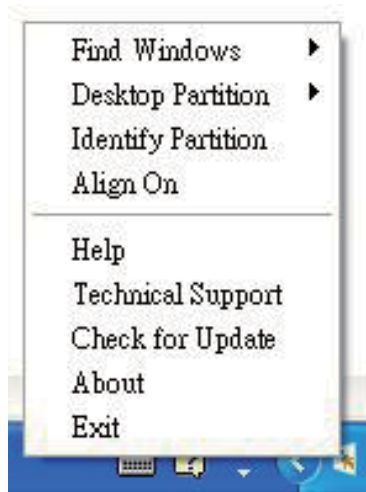 Find Windows
Desktop Partition
Identify Partition
Align On
Help
Technical Support
Check for Update
About
Exit